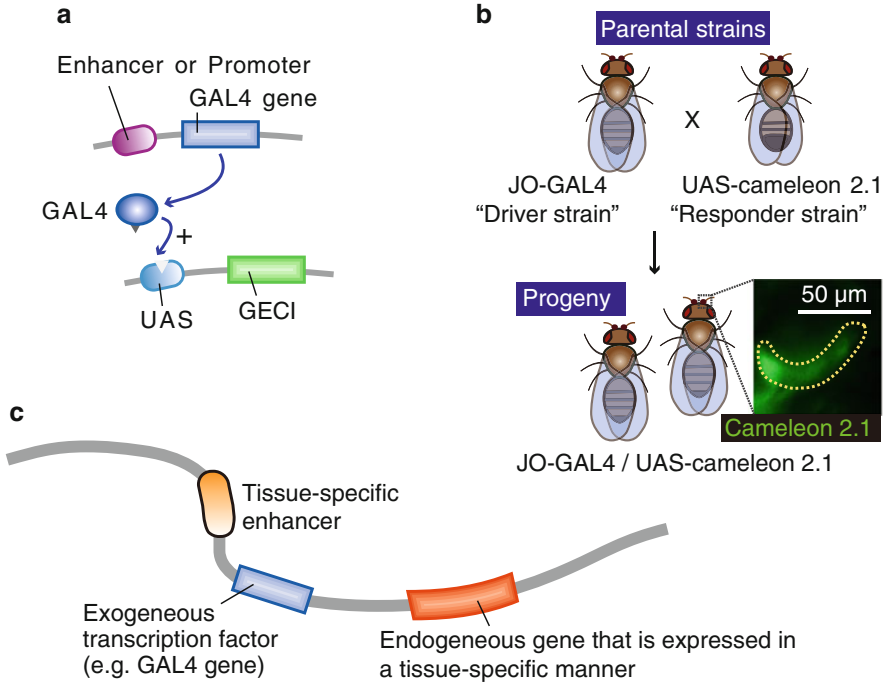 a
Enhancer or Promoter
GAL4 gene
GAL4
+
UAS
GECI
b
Parental strains
X
JO-GAL4
“Driver strain”
UAS-cameleon 2.1
“Responder strain”
Progeny
50 μm
Cameleon 2.1
JO-GAL4 / UAS-cameleon 2.1
c
Tissue-specific
enhancer
Exogeneous
transcription factor
(e.g. GAL4 gene)
Endogeneous gene that is expressed in
a tissue-specific manner